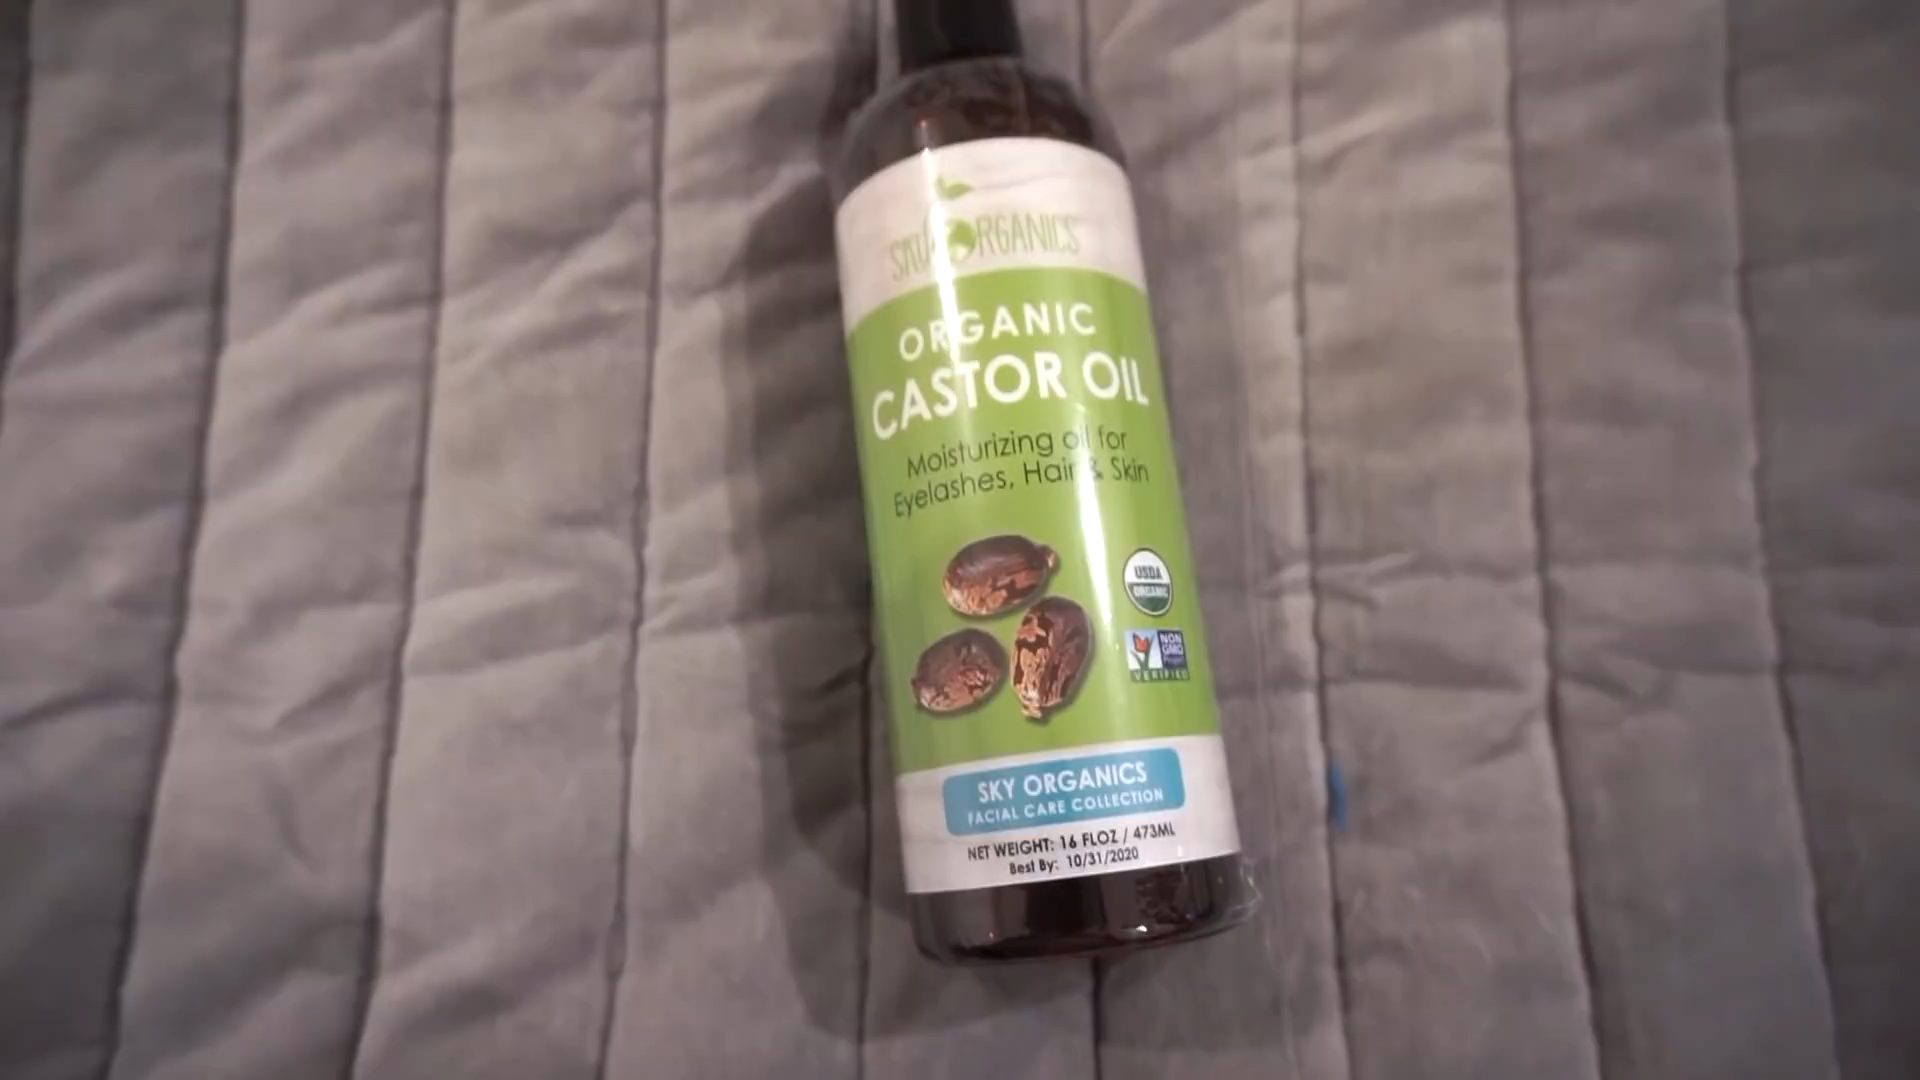 SKY ORGANICS
ORGANIC
CASTOR OIL
Moisturizing oil for
Eyelashes, Hair & Skin
USDA
ORGANIC
NON
GMO
Project
VERIFIED
SKY ORGANICS
FACIAL CARE COLLECTION
NET WEIGHT: 16 FLOZ / 473ML
Best By: 10/31/2020